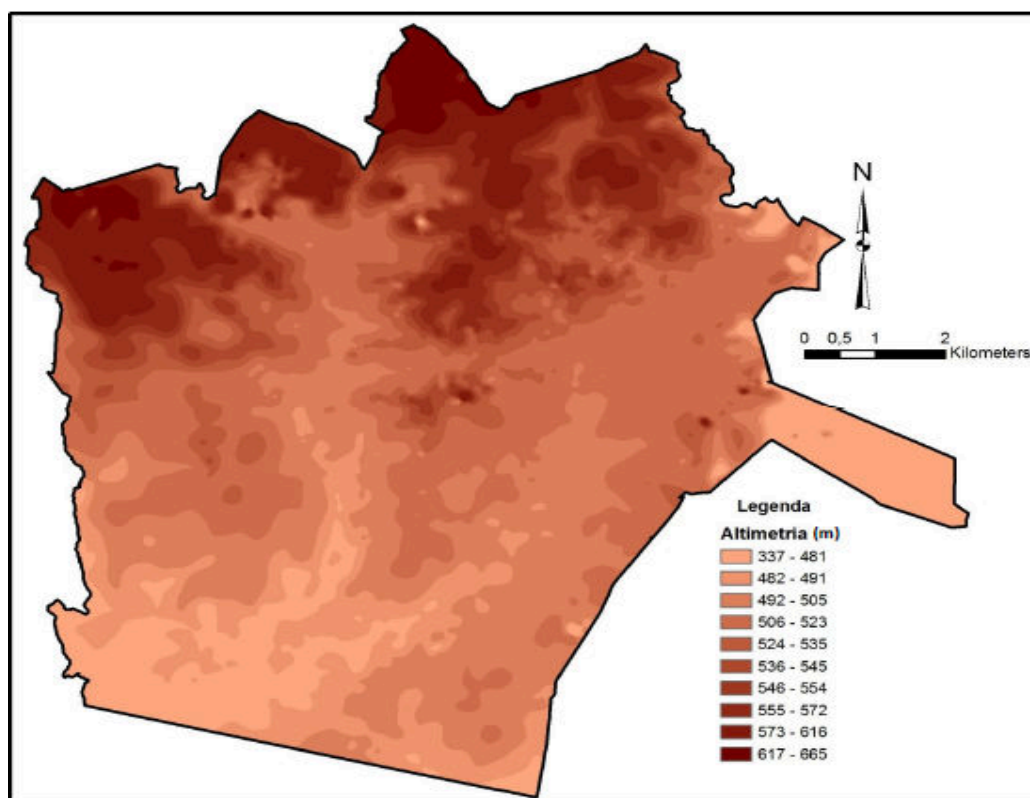 N
0 0,5 1 2
Kilometers
Legenda
Altimetria (m)
337 - 481
482 - 491
492 - 505
506 - 523
524 - 535
536 - 545
546 - 554
555 - 572
573 - 616
617 - 665